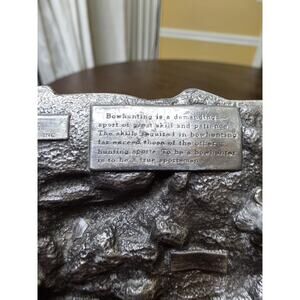 Bowhunting is a demanding
sport of great skill and patience.
The skills required in bowhunting
far exceed those of the other
hunting sports. To be a bowhunter
is to be a true sportsman.
INC.